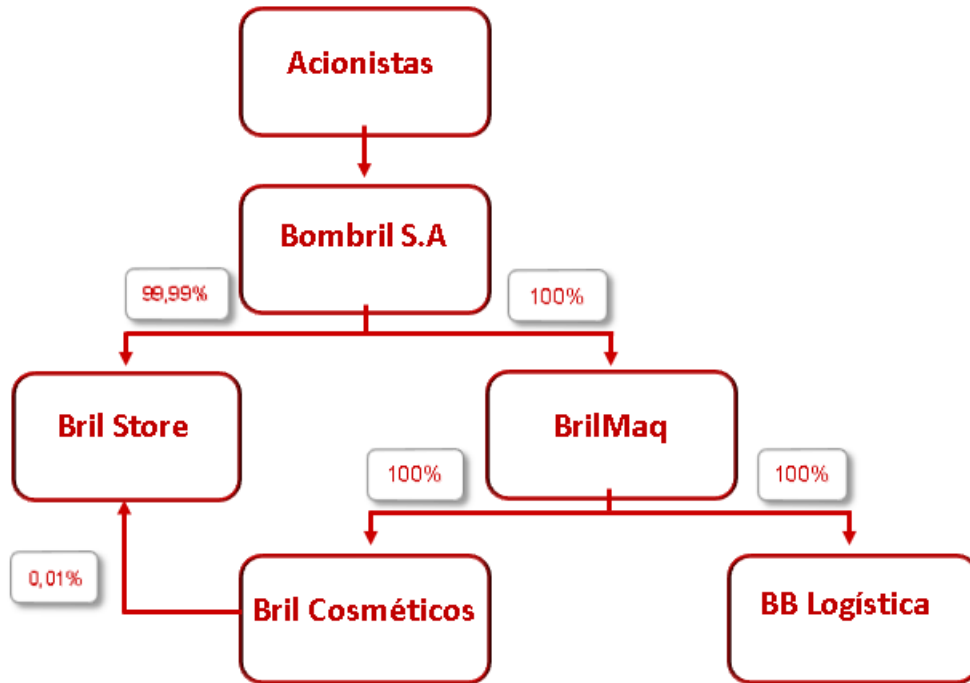 Acionistas
Bombril S.A
99,99%
100%
Bril Store
BrilMaq
100%
100%
0,01%
Bril Cosméticos
BB Logística